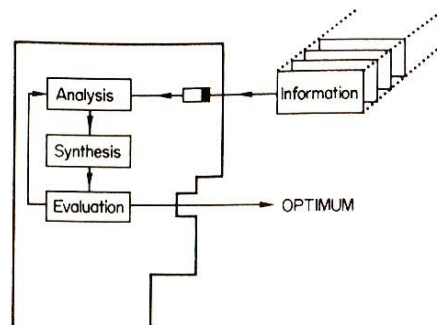 Analysis
Information
Synthesis
Evaluation
OPTIMUM